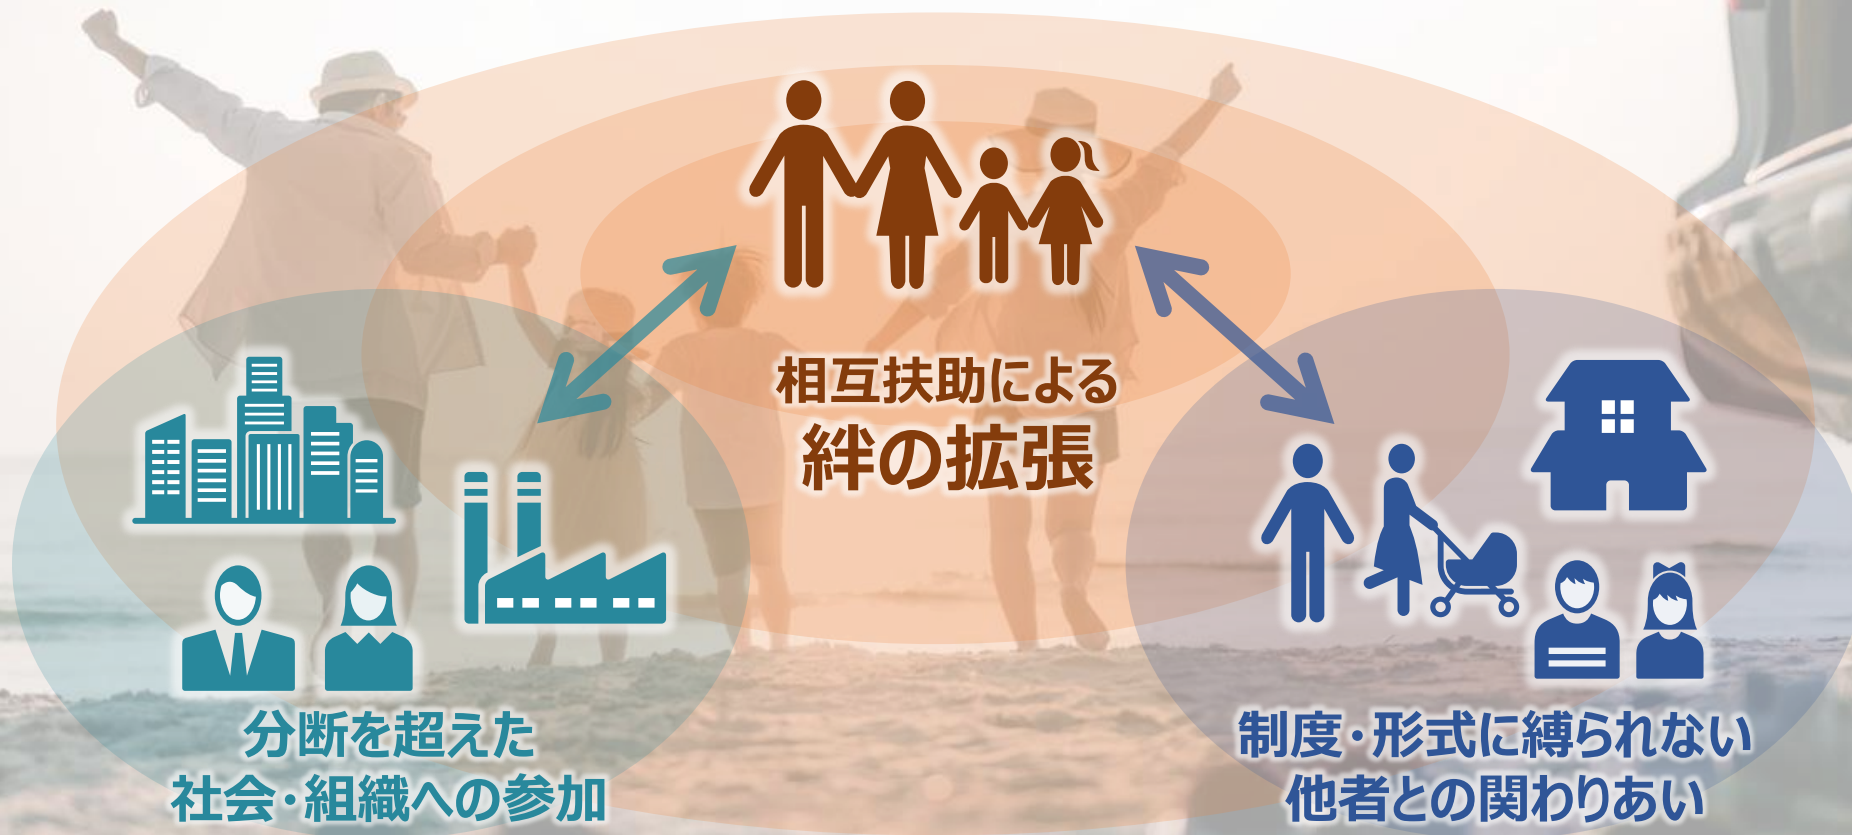 相互扶助による
絆の拡張
分断を超えた
社会・組織への参加
制度・形式に縛られない
他者との関わりあい